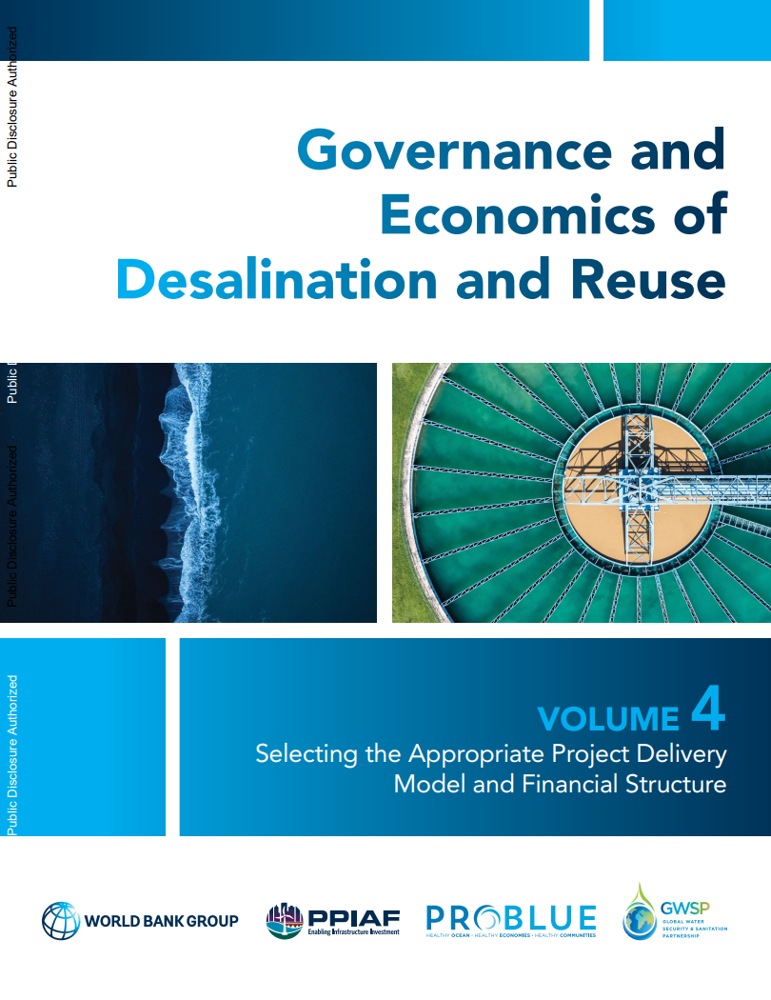 Public Disclosure Authorized
Governance and
Economics of
Desalination and Reuse
Public D
Public Disclosure Authorized
Public Disclosure Authorized
VOLUME 4
Selecting the Appropriate Project Delivery
Model and Financial Structure
WORLD BANK GROUP
PPIAF
Enabling Infrastructure Investment
PROBLUE
HEALTHY OCEAN · HEALTHY ECONOMIES · HEALTHY COMMUNITIES
GWSP
GLOBAL WATER
SECURITY & SANITATION
PARTNERSHIP